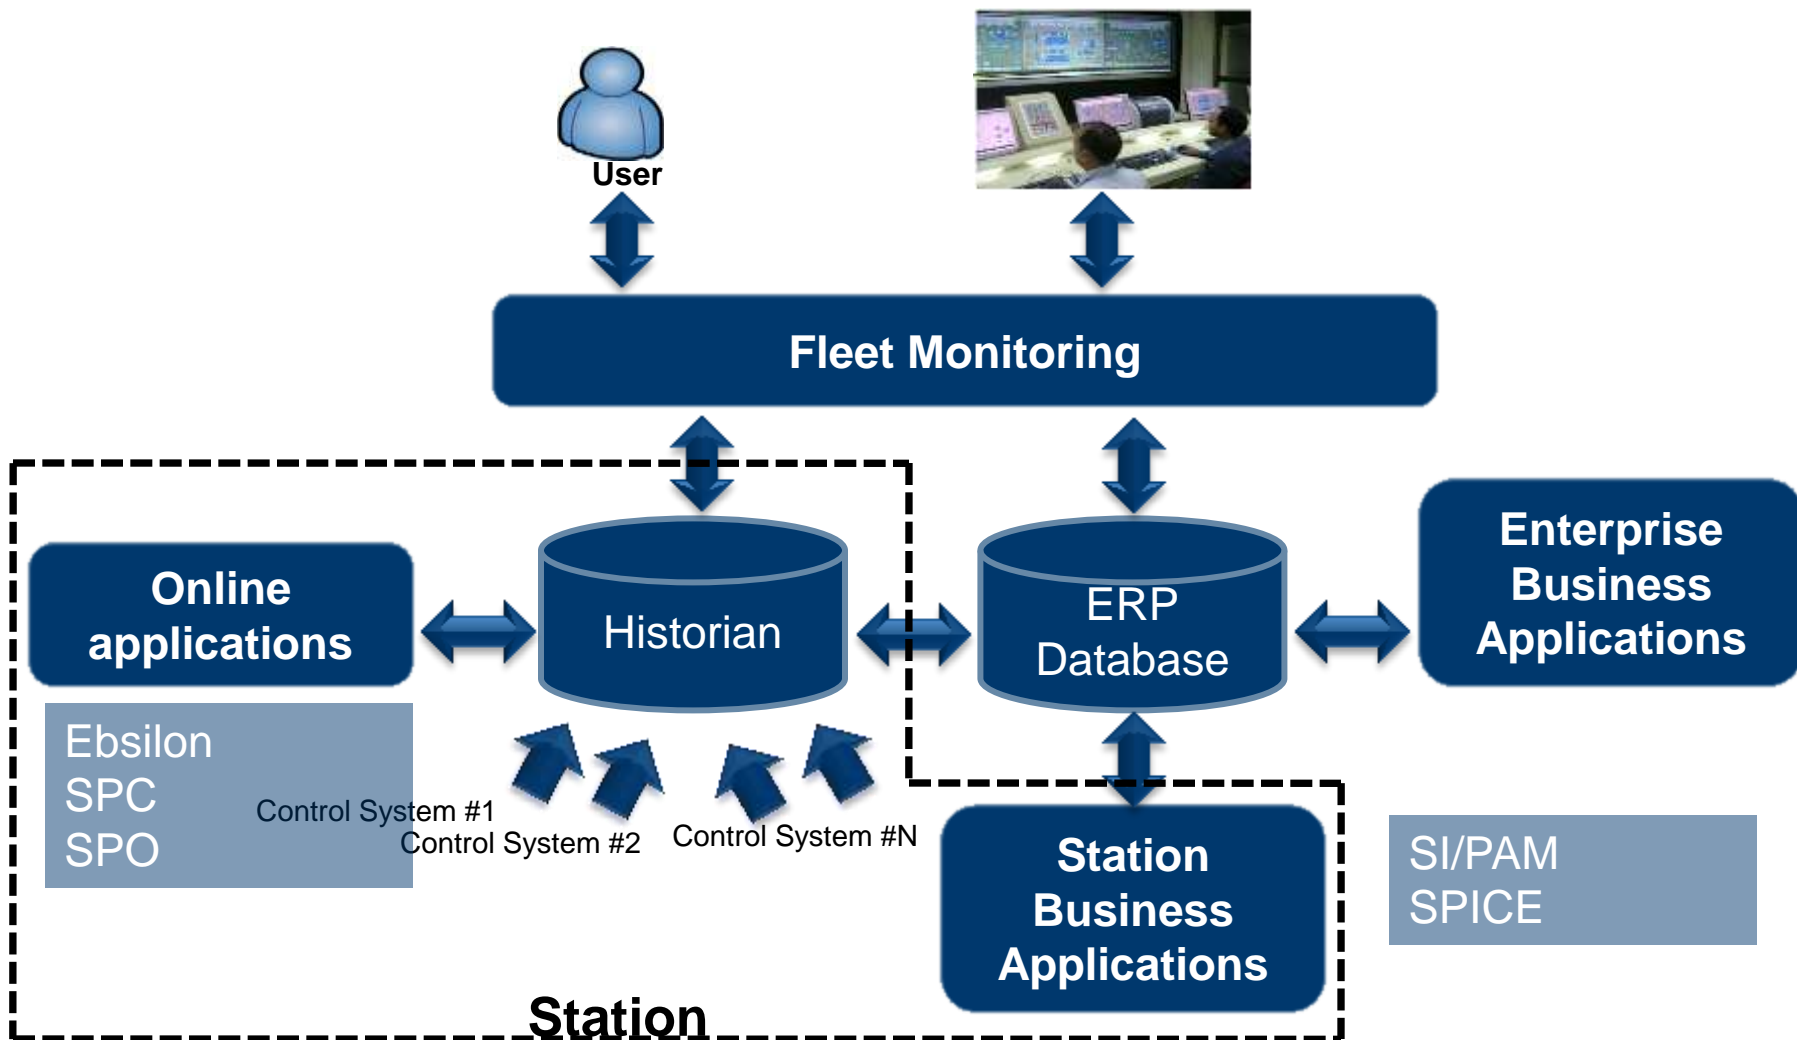 User
Fleet Monitoring
Online
applications
Historian
ERP
Database
Enterprise
Business
Applications
Ebsilon
SPC
SPO
Control System #1
Control System #2
Control System #N
Station
Business
Applications
SI/PAM
SPICE
Station